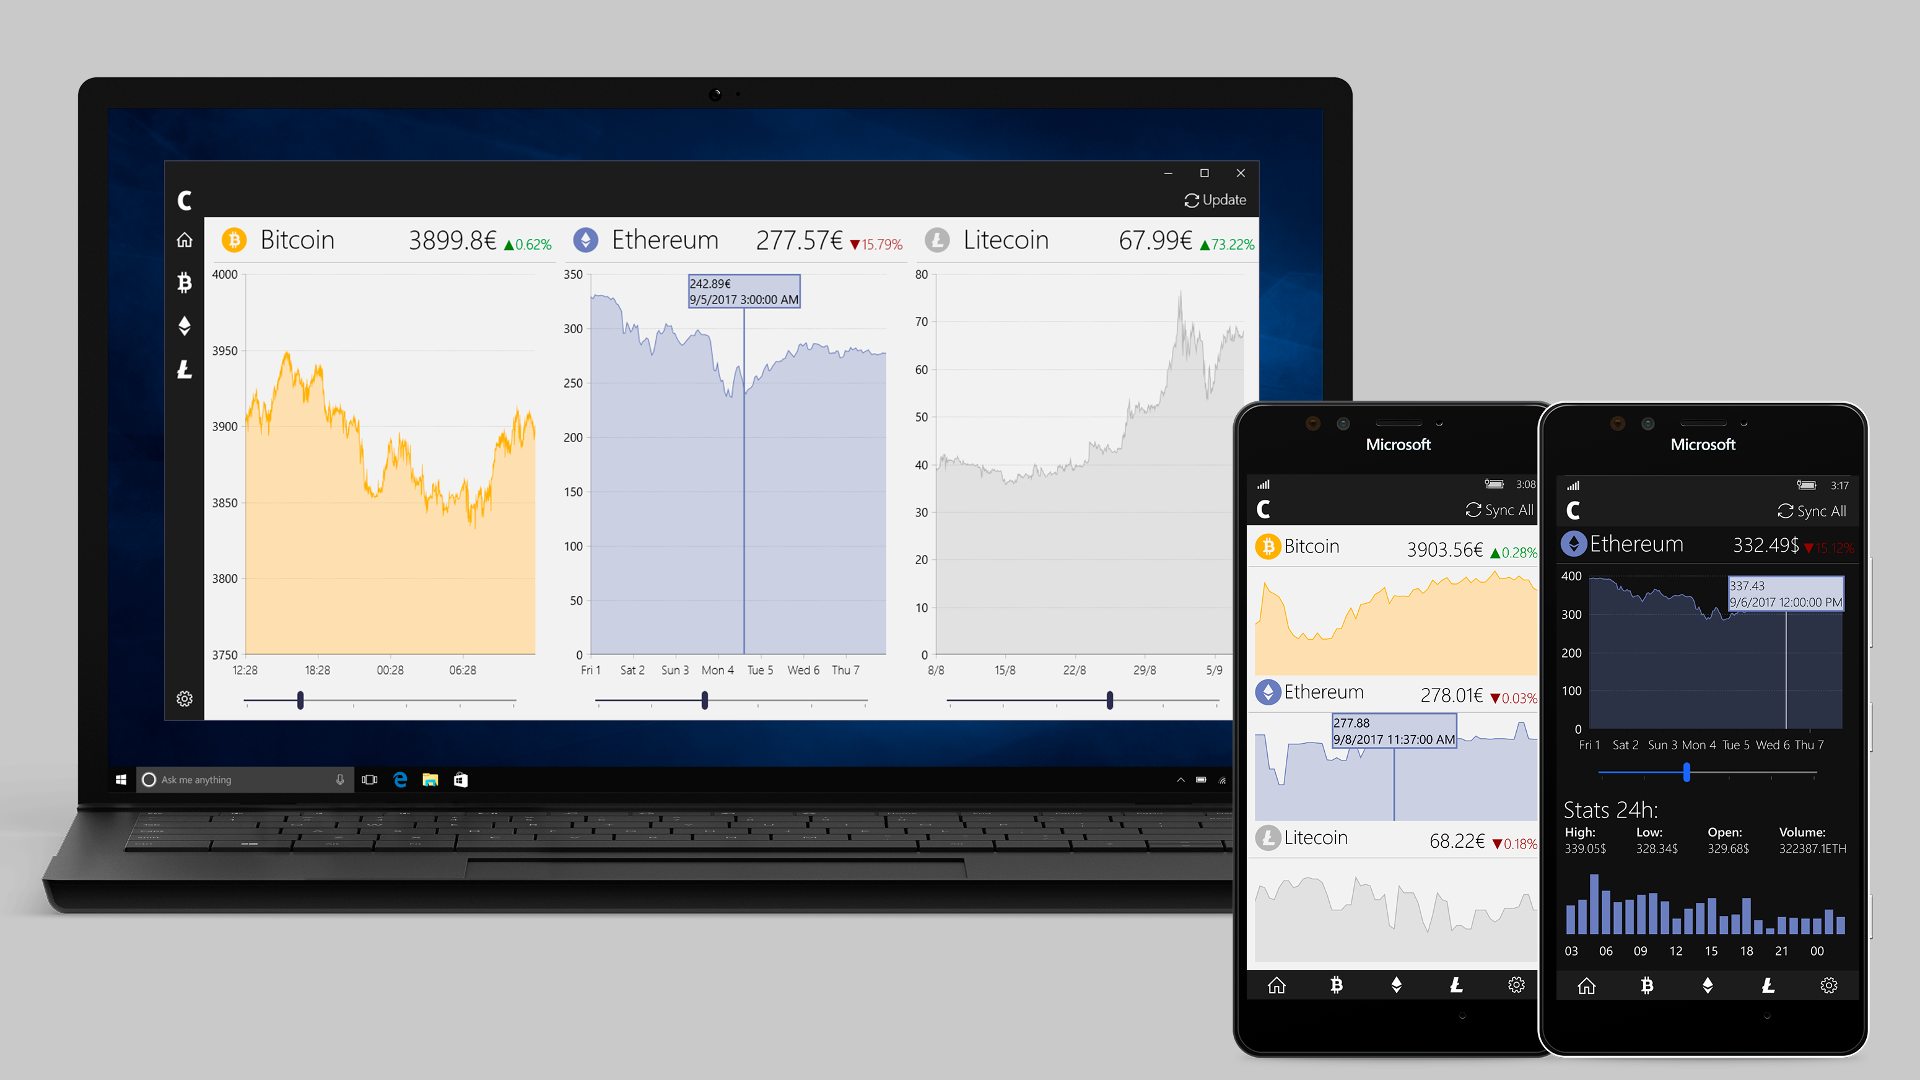 C
Update
Bitcoin 3899.8€ ▲0.62%
4000
3950
3900
3850
3800
3750
12:28 18:28 00:28 06:28
Ethereum 277.57€ ▼15.79%
242.89€
9/5/2017 3:00:00 AM
350
300
250
200
150
100
50
0
Fri 1 Sat 2 Sun 3 Mon 4 Tue 5 Wed 6 Thu 7
Litecoin 67.99€ ▲73.22%
80
70
60
50
40
30
20
10
0
8/8 15/8 22/8 29/8 5/9
Ask me anything
Microsoft
3:08
C
Sync All
Bitcoin 3903.56€ ▲0.28%
Ethereum 278.01€ ▼0.03%
277.88
9/8/2017 11:37:00 AM
Litecoin 68.22€ ▼0.18%
Microsoft
3:17
C
Sync All
Ethereum 332.49$ ▼15.12%
337.43
9/6/2017 12:00:00 PM
400
300
200
100
0
Fri 1 Sat 2 Sun 3 Mon 4 Tue 5 Wed 6 Thu 7
Stats 24h:
High: Low: Open: Volume:
339.05$ 328.34$ 329.68$ 322387.1ETH
03 06 09 12 15 18 21 00